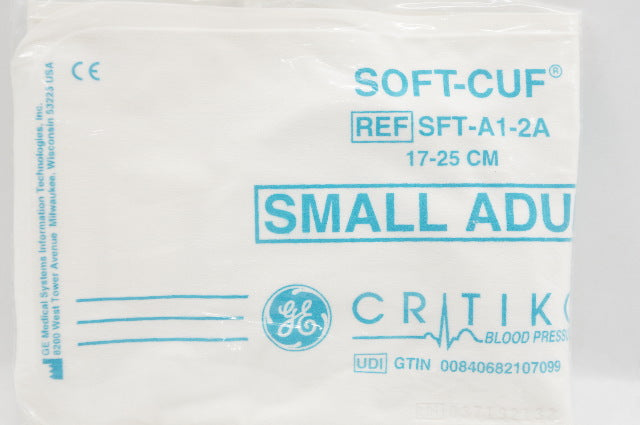 CE
SOFT-CUF®
REF SFT-A1-2A
17-25 CM
SMALL ADU
GE
CRITIK
BLOOD PRESS
UDI GTIN 00840682107099
GE Medical Systems Information Technologies, Inc.
8200 West Tower Avenue Milwaukee, Wisconsin 53223 USA